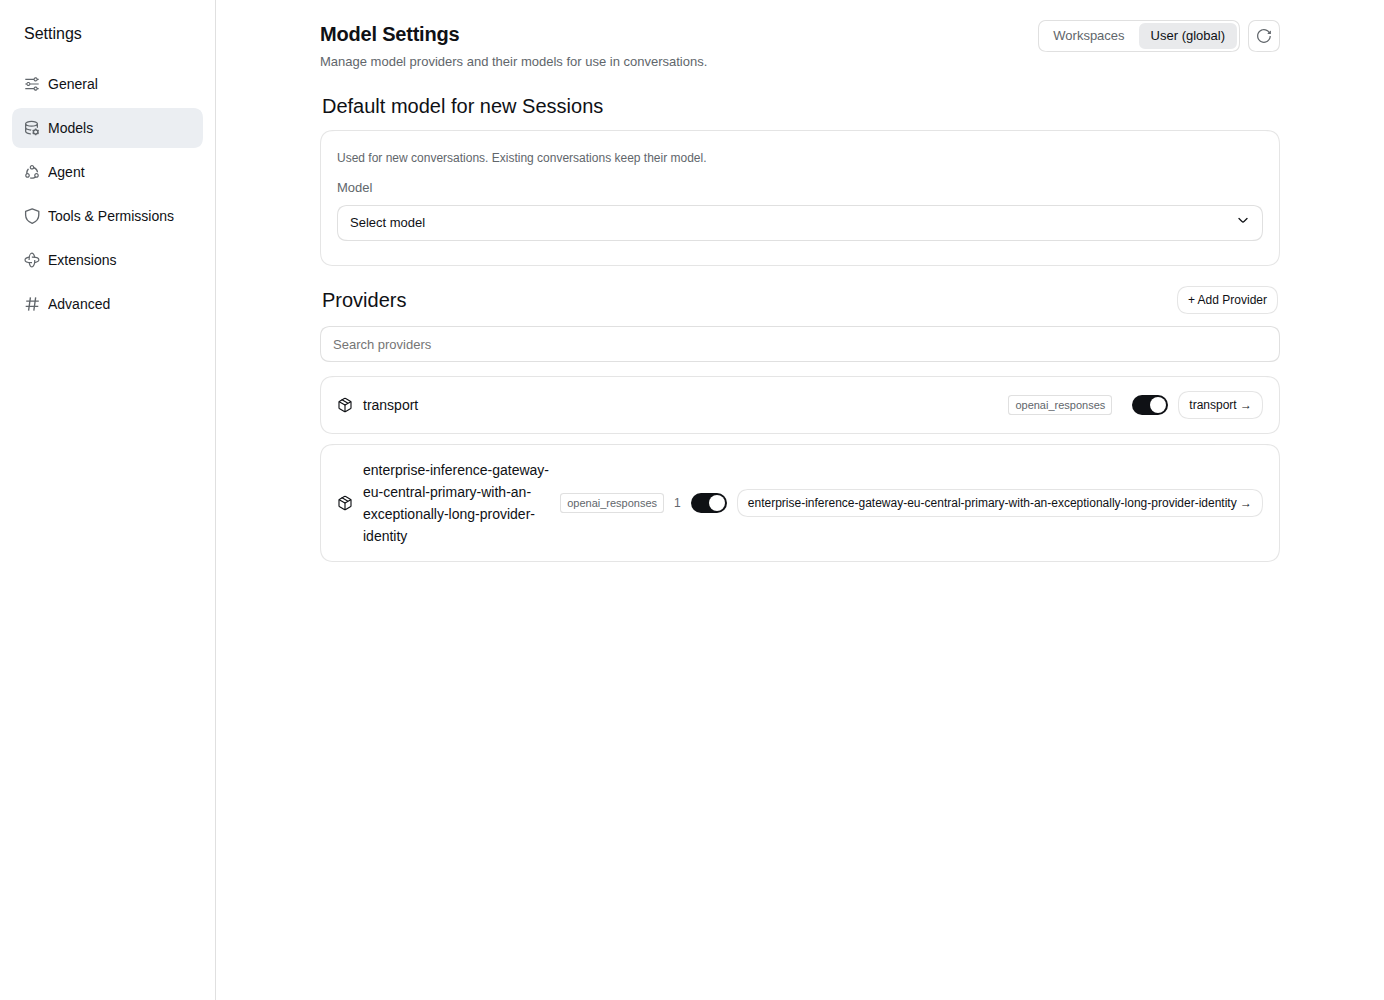 Settings
General
Models
Agent
Tools & Permissions
Extensions
Advanced
Model Settings
Manage model providers and their models for use in conversations.
Workspaces
User (global)
Default model for new Sessions
Used for new conversations. Existing conversations keep their model.
Model
Select model
Providers
+ Add Provider
Search providers
transport
openai_responses
transport →
enterprise-inference-gateway-
eu-central-primary-with-an-
exceptionally-long-provider-
identity
openai_responses
1
enterprise-inference-gateway-eu-central-primary-with-an-exceptionally-long-provider-identity →